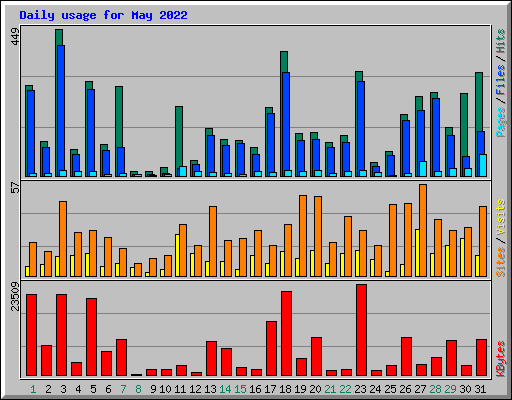 Daily usage for May 2022
449
Pages / Files / Hits
57
Sites / Visits
23509
KBytes
1 2 3 4 5 6 7 8 9 10 11 12 13 14 15 16 17 18 19 20 21 22 23 24 25 26 27 28 29 30 31